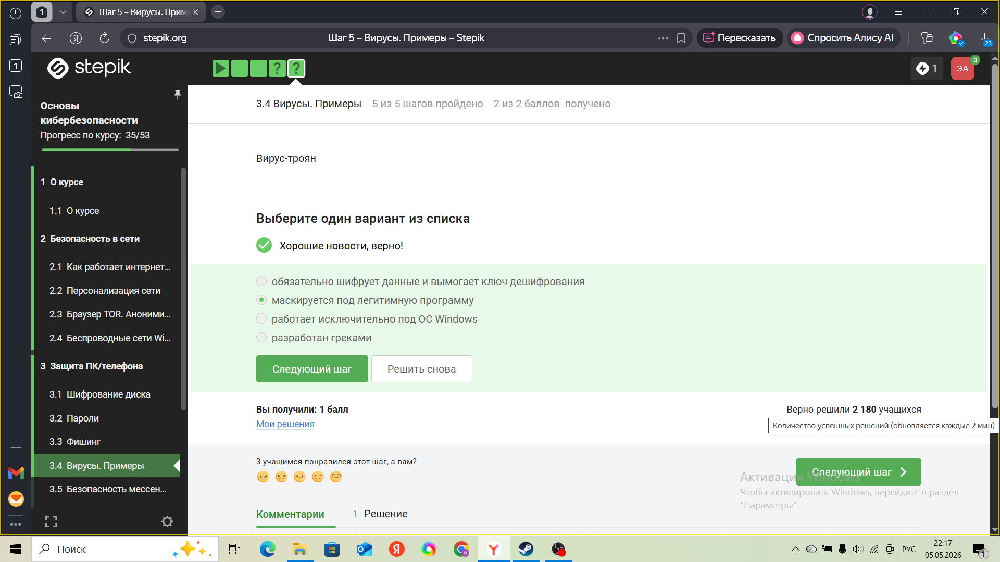 1
Шаг 5 – Вирусы. Прим
stepik.org
Шаг 5 – Вирусы. Примеры – Stepik
Пересказать
Спросить Алису AI
23
1
stepik
? ?
1
ЭА
3
Основы кибербезопасности
Прогресс по курсу: 35/53
1 О курсе
1.1 О курсе
2 Безопасность в сети
2.1 Как работает интернет...
2.2 Персонализация сети
2.3 Браузер TOR. Аноними...
2.4 Беспроводные сети Wi...
3 Защита ПК/телефона
3.1 Шифрование диска
3.2 Пароли
3.3 Фишинг
3.4 Вирусы. Примеры
3.5 Безопасность мессен...
3.4 Вирусы. Примеры 5 из 5 шагов пройдено 2 из 2 баллов получено
Вирус-троян
Выберите один вариант из списка
Хорошие новости, верно!
обязательно шифрует данные и вымогает ключ дешифрования
маскируется под легитимную программу
работает исключительно под ОС Windows
разработан греками
Следующий шаг
Решить снова
Вы получили: 1 балл
Мои решения
Верно решили 2 180 учащихся
Количество успешных решений (обновляется каждые 2 мин)
3 учащимся понравился этот шаг, а вам?
Следующий шаг
Активация Windows
Чтобы активировать Windows, перейдите в раздел
"Параметры".
Комментарии
1 Решение
Поиск
РУС
22:17
05.05.2026
1